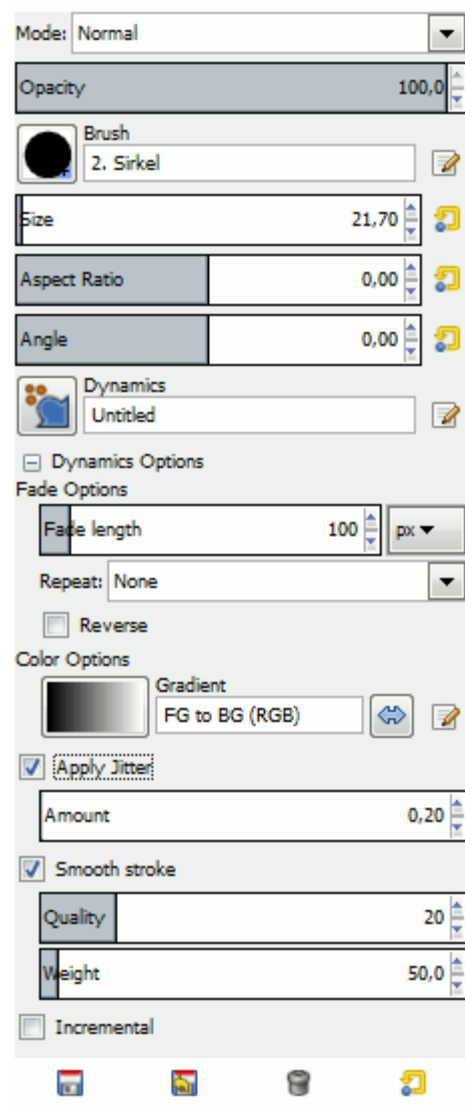 Mode: Normal
Opacity 100,0
Brush
2. Sirkel
Size 21,70
Aspect Ratio 0,00
Angle 0,00
Dynamics
Untitled
Dynamics Options
Fade Options
Fade length 100 px
Repeat: None
Reverse
Color Options
Gradient
FG to BG (RGB)
Apply Jitter
Amount 0,20
Smooth stroke
Quality 20
Weight 50,0
Incremental